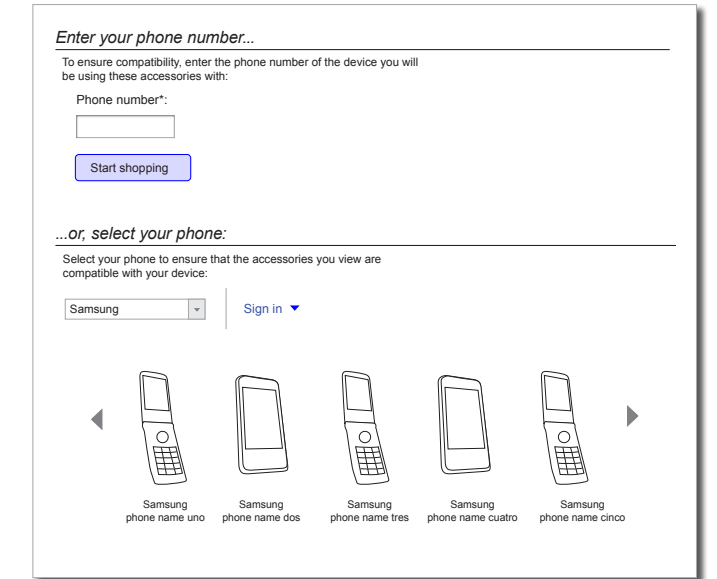 Enter your phone number...
To ensure compatibility, enter the phone number of the device you will
be using these accessories with:
Phone number*:
Start shopping
...or, select your phone:
Select your phone to ensure that the accessories you view are
compatible with your device:
Samsung
Sign in
Samsung
phone name uno
Samsung
phone name dos
Samsung
phone name tres
Samsung
phone name cuatro
Samsung
phone name cinco